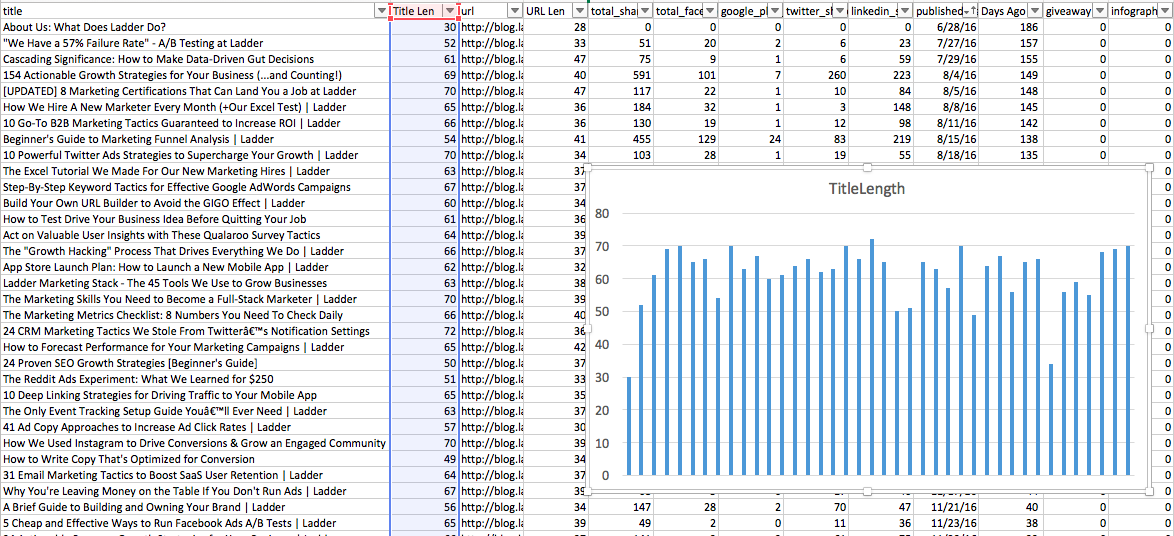 title Title Len url URL Len total_sha total_face google_pl twitter_sh linkedin_s published Days Ago giveaway infograph
About Us: What Does Ladder Do? 30 http://blog.la 28 0 0 0 0 0 6/28/16 186 0 0
"We Have a 57% Failure Rate" - A/B Testing at Ladder 52 http://blog.la 33 51 20 2 6 23 7/27/16 157 0 0
Cascading Significance: How to Make Data-Driven Gut Decisions 61 http://blog.la 47 75 9 1 6 59 7/29/16 155 0 0
154 Actionable Growth Strategies for Your Business (...and Counting!) 69 http://blog.la 40 591 101 7 260 223 8/4/16 149 0 0
[UPDATED] 8 Marketing Certifications That Can Land You a Job at Ladder 70 http://blog.la 47 117 22 1 10 84 8/5/16 148 0 0
How We Hire A New Marketer Every Month (+Our Excel Test) | Ladder 65 http://blog.la 36 184 32 1 3 148 8/8/16 145 0 0
10 Go-To B2B Marketing Tactics Guaranteed to Increase ROI | Ladder 66 http://blog.la 36 130 19 1 12 98 8/11/16 142 0 0
Beginner's Guide to Marketing Funnel Analysis | Ladder 54 http://blog.la 41 455 129 24 83 219 8/15/16 138 0 0
10 Powerful Twitter Ads Strategies to Supercharge Your Growth | Ladder 70 http://blog.la 34 103 28 1 19 55 8/18/16 135 0 0
The Excel Tutorial We Made For Our New Marketing Hires | Ladder 63 http://blog.la 37 0
Step-By-Step Keyword Tactics for Effective Google AdWords Campaigns 67 http://blog.la 37 0
Build Your Own URL Builder to Avoid the GIGO Effect | Ladder 60 http://blog.la 34 0
How to Test Drive Your Business Idea Before Quitting Your Job 61 http://blog.la 36 0
Act on Valuable User Insights with These Qualaroo Survey Tactics 64 http://blog.la 39 0
The "Growth Hacking" Process That Drives Everything We Do | Ladder 66 http://blog.la 36 0
App Store Launch Plan: How to Launch a New Mobile App | Ladder 62 http://blog.la 32 0
Ladder Marketing Stack - The 45 Tools We Use to Grow Businesses 63 http://blog.la 38 0
The Marketing Skills You Need to Become a Full-Stack Marketer | Ladder 70 http://blog.la 39 0
The Marketing Metrics Checklist: 8 Numbers You Need To Check Daily 66 http://blog.la 40 0
24 CRM Marketing Tactics We Stole From Twitterâ€™s Notification Settings 72 http://blog.la 36 0
How to Forecast Performance for Your Marketing Campaigns | Ladder 65 http://blog.la 42 0
24 Proven SEO Growth Strategies [Beginner's Guide] 50 http://blog.la 37 0
The Reddit Ads Experiment: What We Learned for $250 51 http://blog.la 33 0
10 Deep Linking Strategies for Driving Traffic to Your Mobile App 65 http://blog.la 35 0
The Only Event Tracking Setup Guide Youâ€™ll Ever Need | Ladder 63 http://blog.la 37 0
41 Ad Copy Approaches to Increase Ad Click Rates | Ladder 57 http://blog.la 30 0
How We Used Instagram to Drive Conversions & Grow an Engaged Community 70 http://blog.la 39 0
How to Write Copy That's Optimized for Conversion 49 http://blog.la 34 0
31 Email Marketing Tactics to Boost SaaS User Retention | Ladder 64 http://blog.la 37 0
Why You're Leaving Money on the Table If You Don't Run Ads | Ladder 67 http://blog.la 35 0
A Brief Guide to Building and Owning Your Brand | Ladder 56 http://blog.la 34 147 28 2 70 47 11/21/16 40 0 0
5 Cheap and Effective Ways to Run Facebook Ads A/B Tests | Ladder 65 http://blog.la 39 49 2 0 11 36 11/23/16 38 0 0
TitleLength
80
70
60
50
40
30
20
10
0